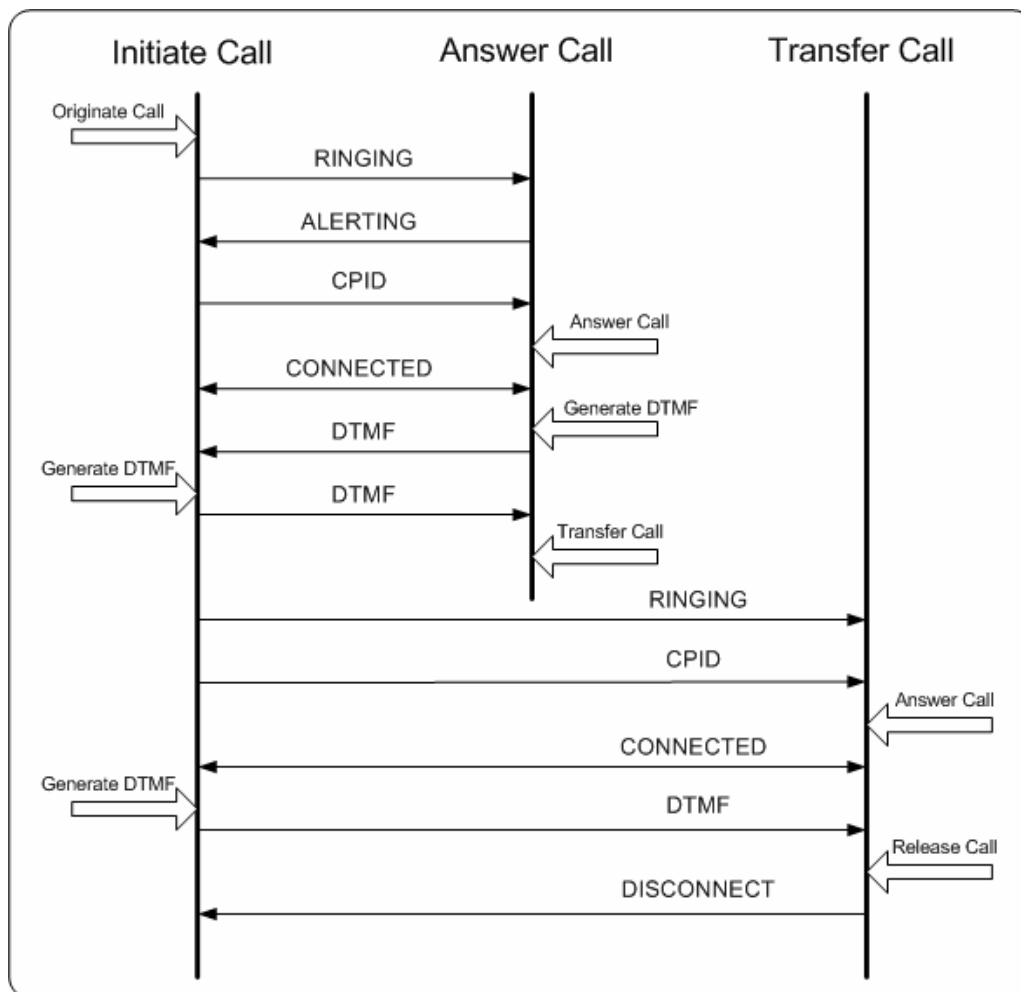 Initiate Call
Answer Call
Transfer Call
Originate Call
RINGING
ALERTING
CPID
Answer Call
CONNECTED
Generate DTMF
DTMF
Generate DTMF
DTMF
Transfer Call
RINGING
CPID
Answer Call
CONNECTED
Generate DTMF
DTMF
Release Call
DISCONNECT